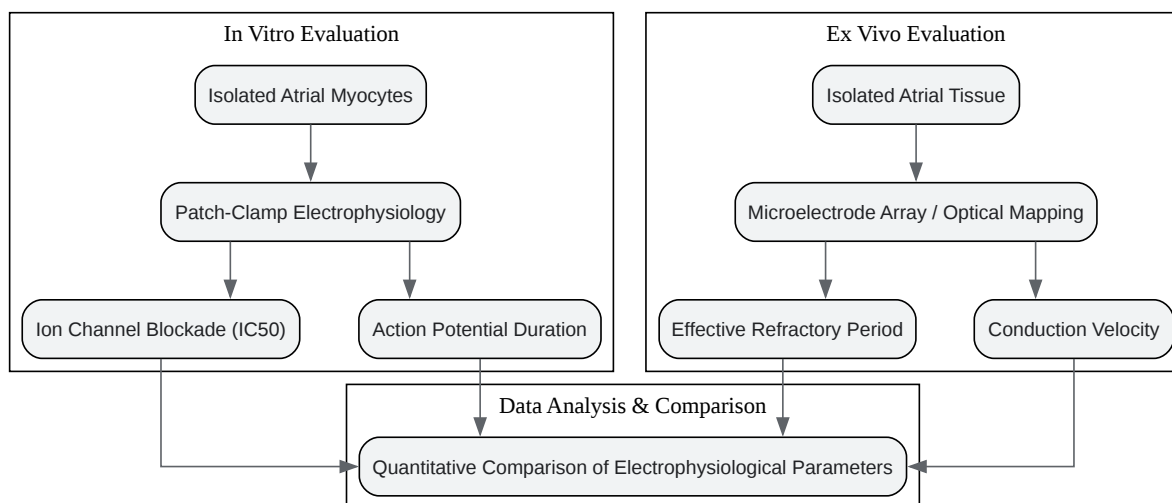 In Vitro Evaluation
Isolated Atrial Myocytes
Patch-Clamp Electrophysiology
Ion Channel Blockade (IC50)
Action Potential Duration
Ex Vivo Evaluation
Isolated Atrial Tissue
Microelectrode Array / Optical Mapping
Effective Refractory Period
Conduction Velocity
Data Analysis & Comparison
Quantitative Comparison of Electrophysiological Parameters